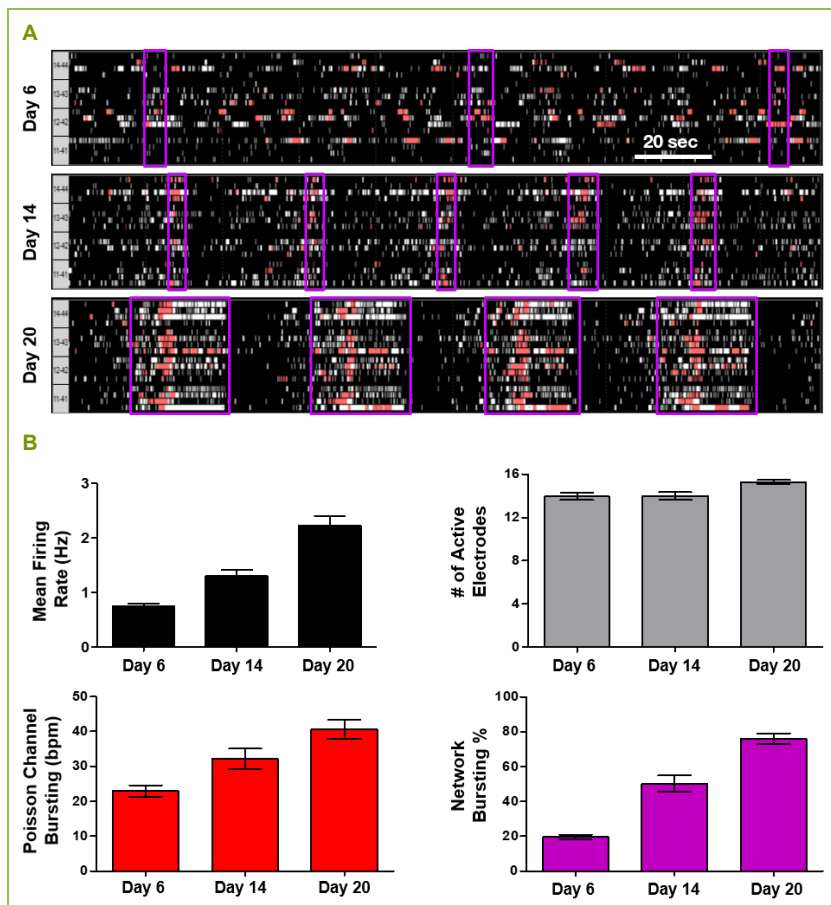 A
Day 6
14-44
13-43
12-42
11-41
20 sec
Day 14
14-44
13-43
12-42
11-41
Day 20
14-44
13-43
12-42
11-41
B
Mean Firing
Rate (Hz)
3
2
1
0
Day 6 Day 14 Day 20
# of Active
Electrodes
16
12
8
4
0
Day 6 Day 14 Day 20
Poisson Channel
Bursting (bpm)
50
40
30
20
10
0
Day 6 Day 14 Day 20
Network
Bursting %
100
80
60
40
20
0
Day 6 Day 14 Day 20